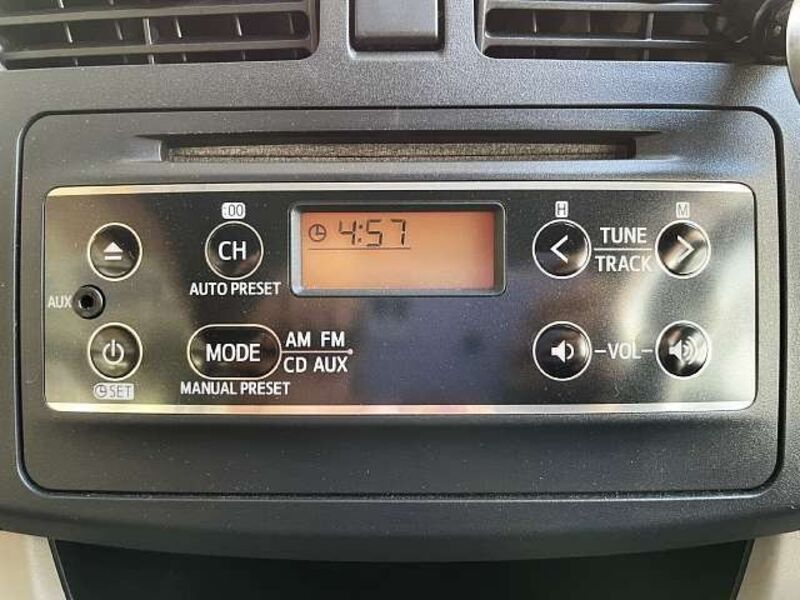 :00
CH
AUTO PRESET
4:57
H
M
TUNE
TRACK
AUX
SET
MODE
AM FM
CD AUX
MANUAL PRESET
VOL